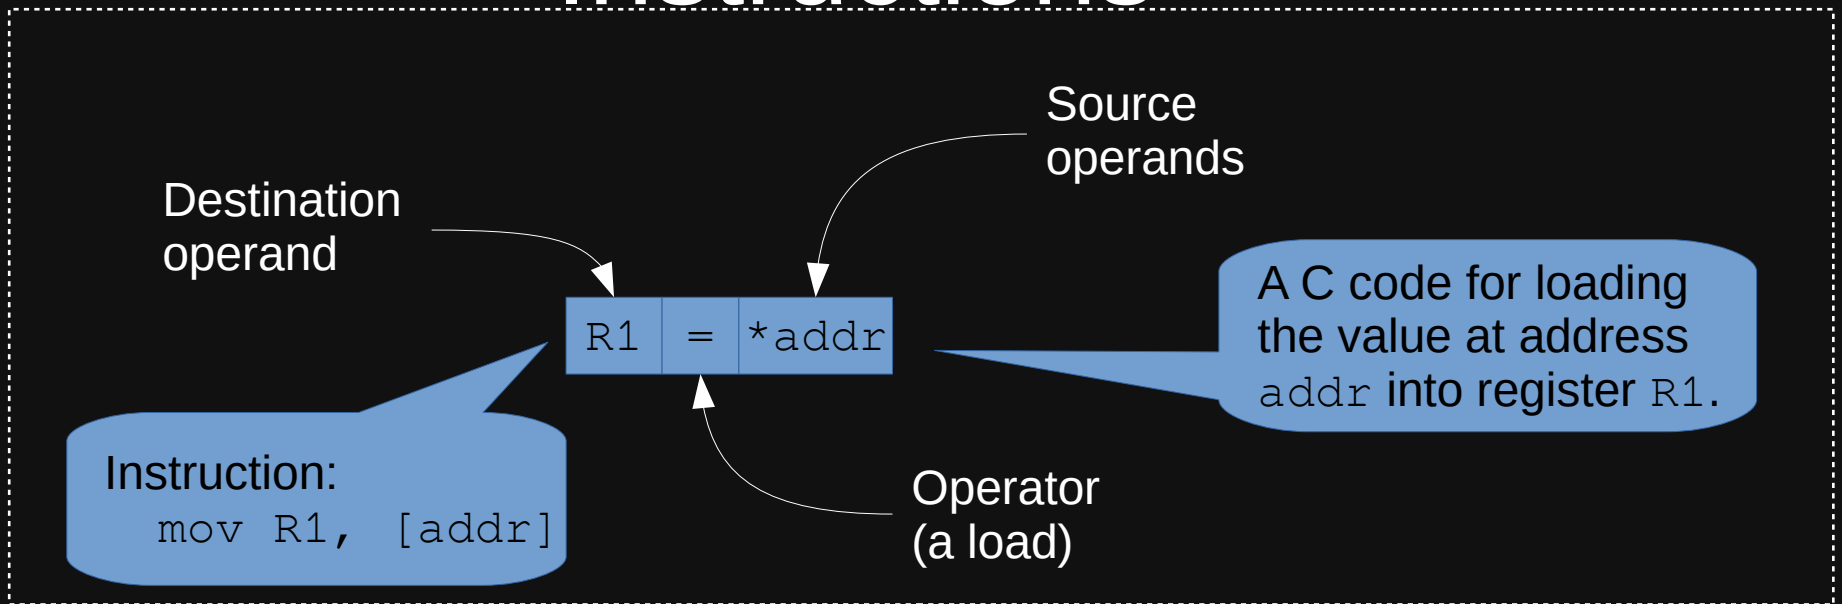 Source
operands
Destination
operand
R1 = *addr
A C code for loading
the value at address
addr into register R1.
Instruction:
mov R1, [addr]
Operator
(a load)